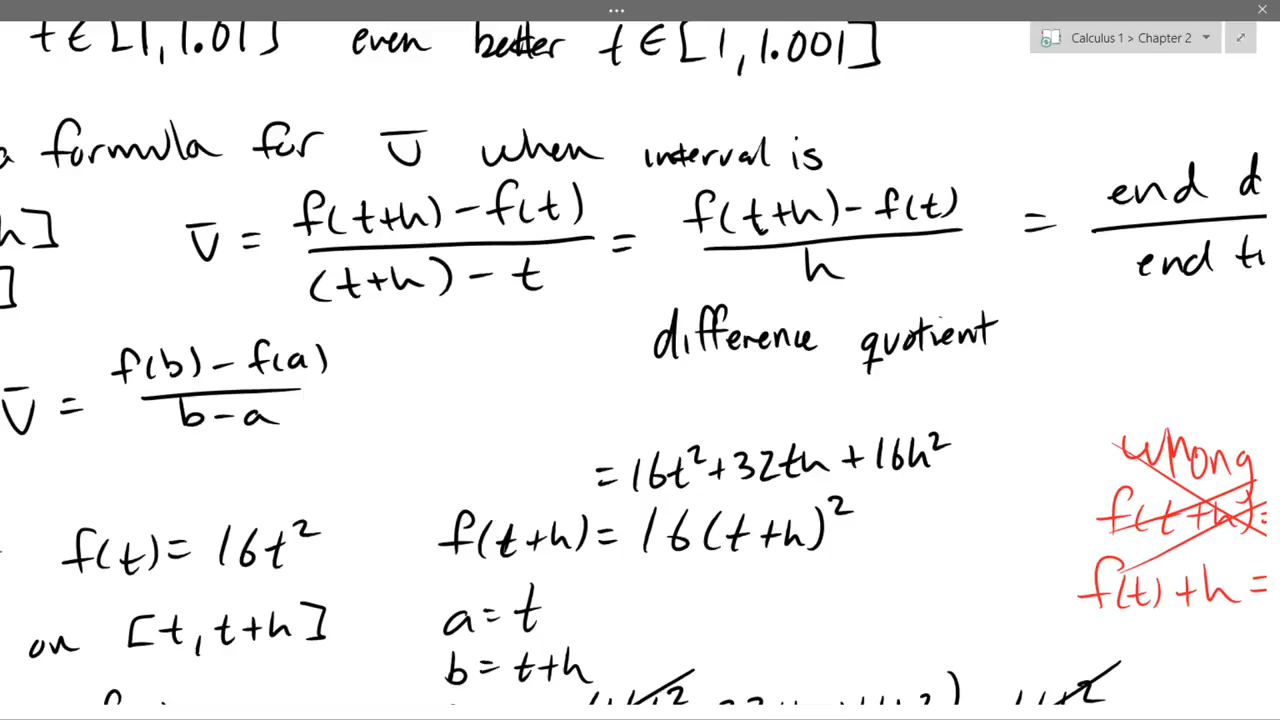 t∈[1, 1.01] even better t∈[1, 1.001]
Calculus 1 > Chapter 2
a formula for v̄ when interval is
h]
]
v̄ = (f(t+h) − f(t)) / ((t+h) − t) = (f(t+h) − f(t)) / h = end d / end ti
difference quotient
v̄ = (f(b) − f(a)) / (b − a)
= 16t² + 32th + 16h²
wrong
f(t) = 16t² f(t+h) = 16(t+h)²
f(t+h) =
f(t) + h =
on [t, t+h]
a = t
b = t+h